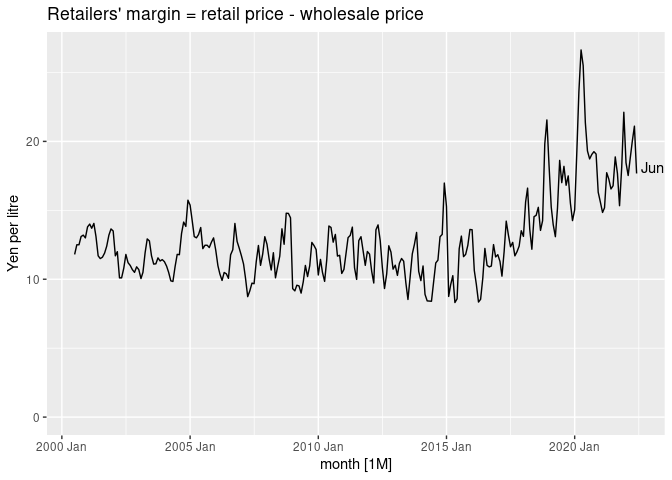 Retailers' margin = retail price - wholesale price
Yen per litre
20
10
0
Jun
2000 Jan
2005 Jan
2010 Jan
2015 Jan
2020 Jan
month [1M]